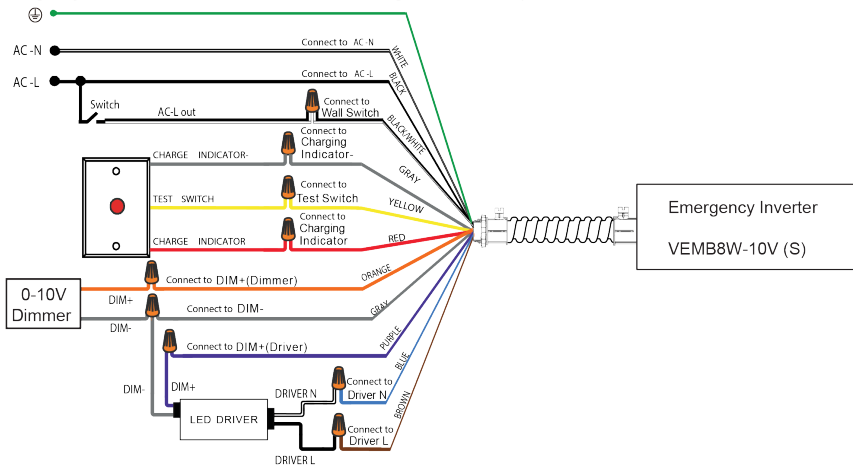 AC-N
Connect to AC-N
WHITE
AC-L
Connect to AC-L
BLACK
Switch
AC-L out
Connect to
Wall Switch
BLACK/WHITE
CHARGE INDICATOR-
Connect to
Charging
Indicator-
GRAY
TEST SWITCH
Connect to
Test Switch
YELLOW
CHARGE INDICATOR
Connect to
Charging
Indicator
RED
Emergency Inverter
VEMB8W-10V (S)
0-10V
Dimmer
DIM+
Connect to DIM+(Dimmer)
ORANGE
DIM-
Connect to DIM-
GRAY
Connect to DIM+(Driver)
PURPLE
DIM-
DIM+
LED DRIVER
DRIVER N
Connect to
Driver N
BLUE
DRIVER L
Connect to
Driver L
BROWN